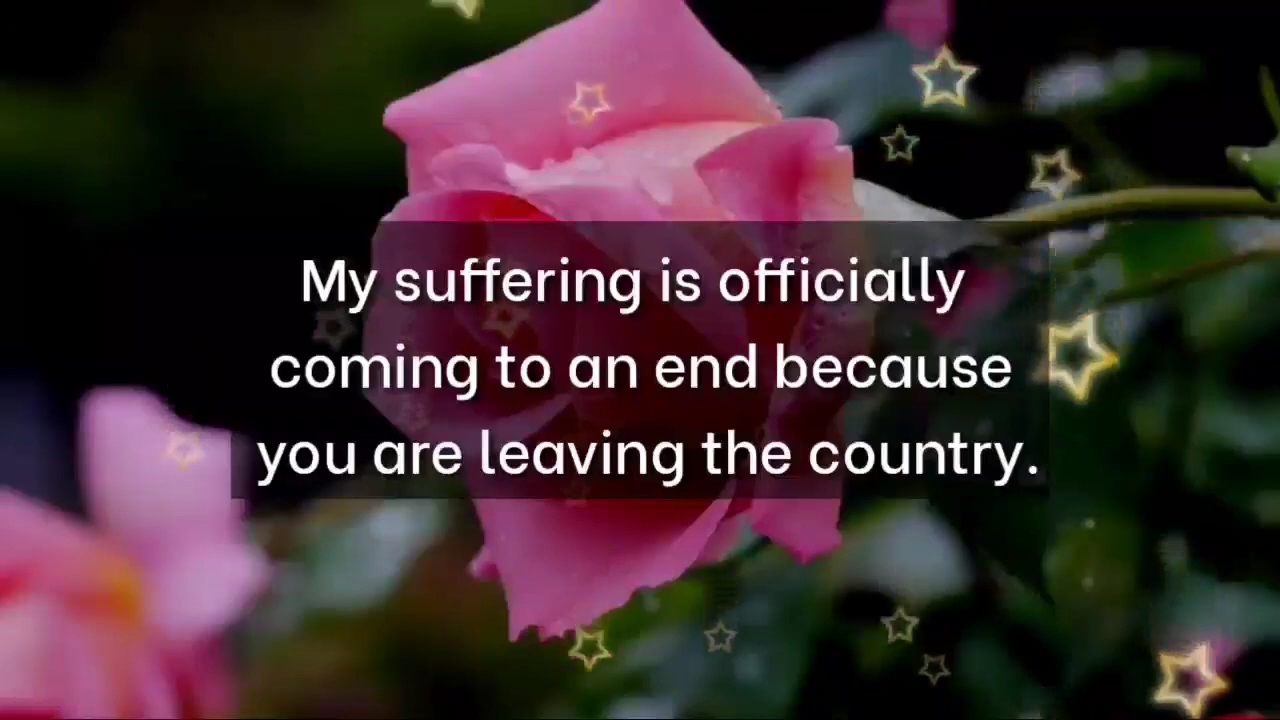 My suffering is officially
coming to an end because
you are leaving the country.